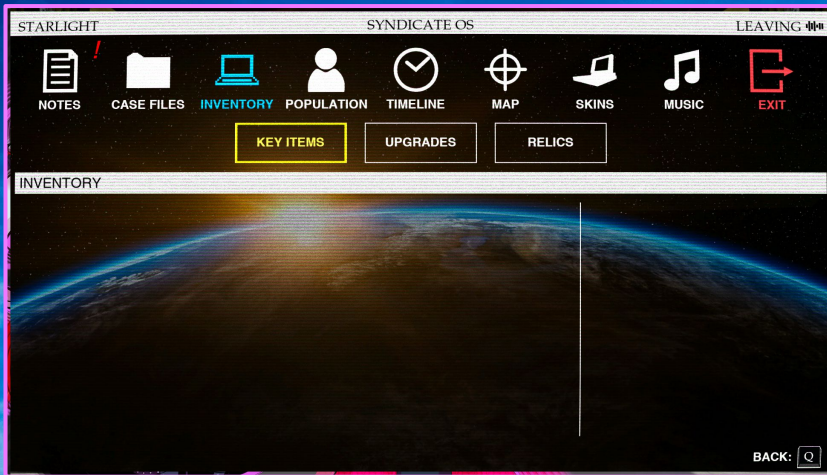 STARLIGHT SYNDICATE OS LEAVING
!
NOTES CASE FILES INVENTORY POPULATION TIMELINE MAP SKINS MUSIC EXIT
KEY ITEMS UPGRADES RELICS
INVENTORY
BACK: Q